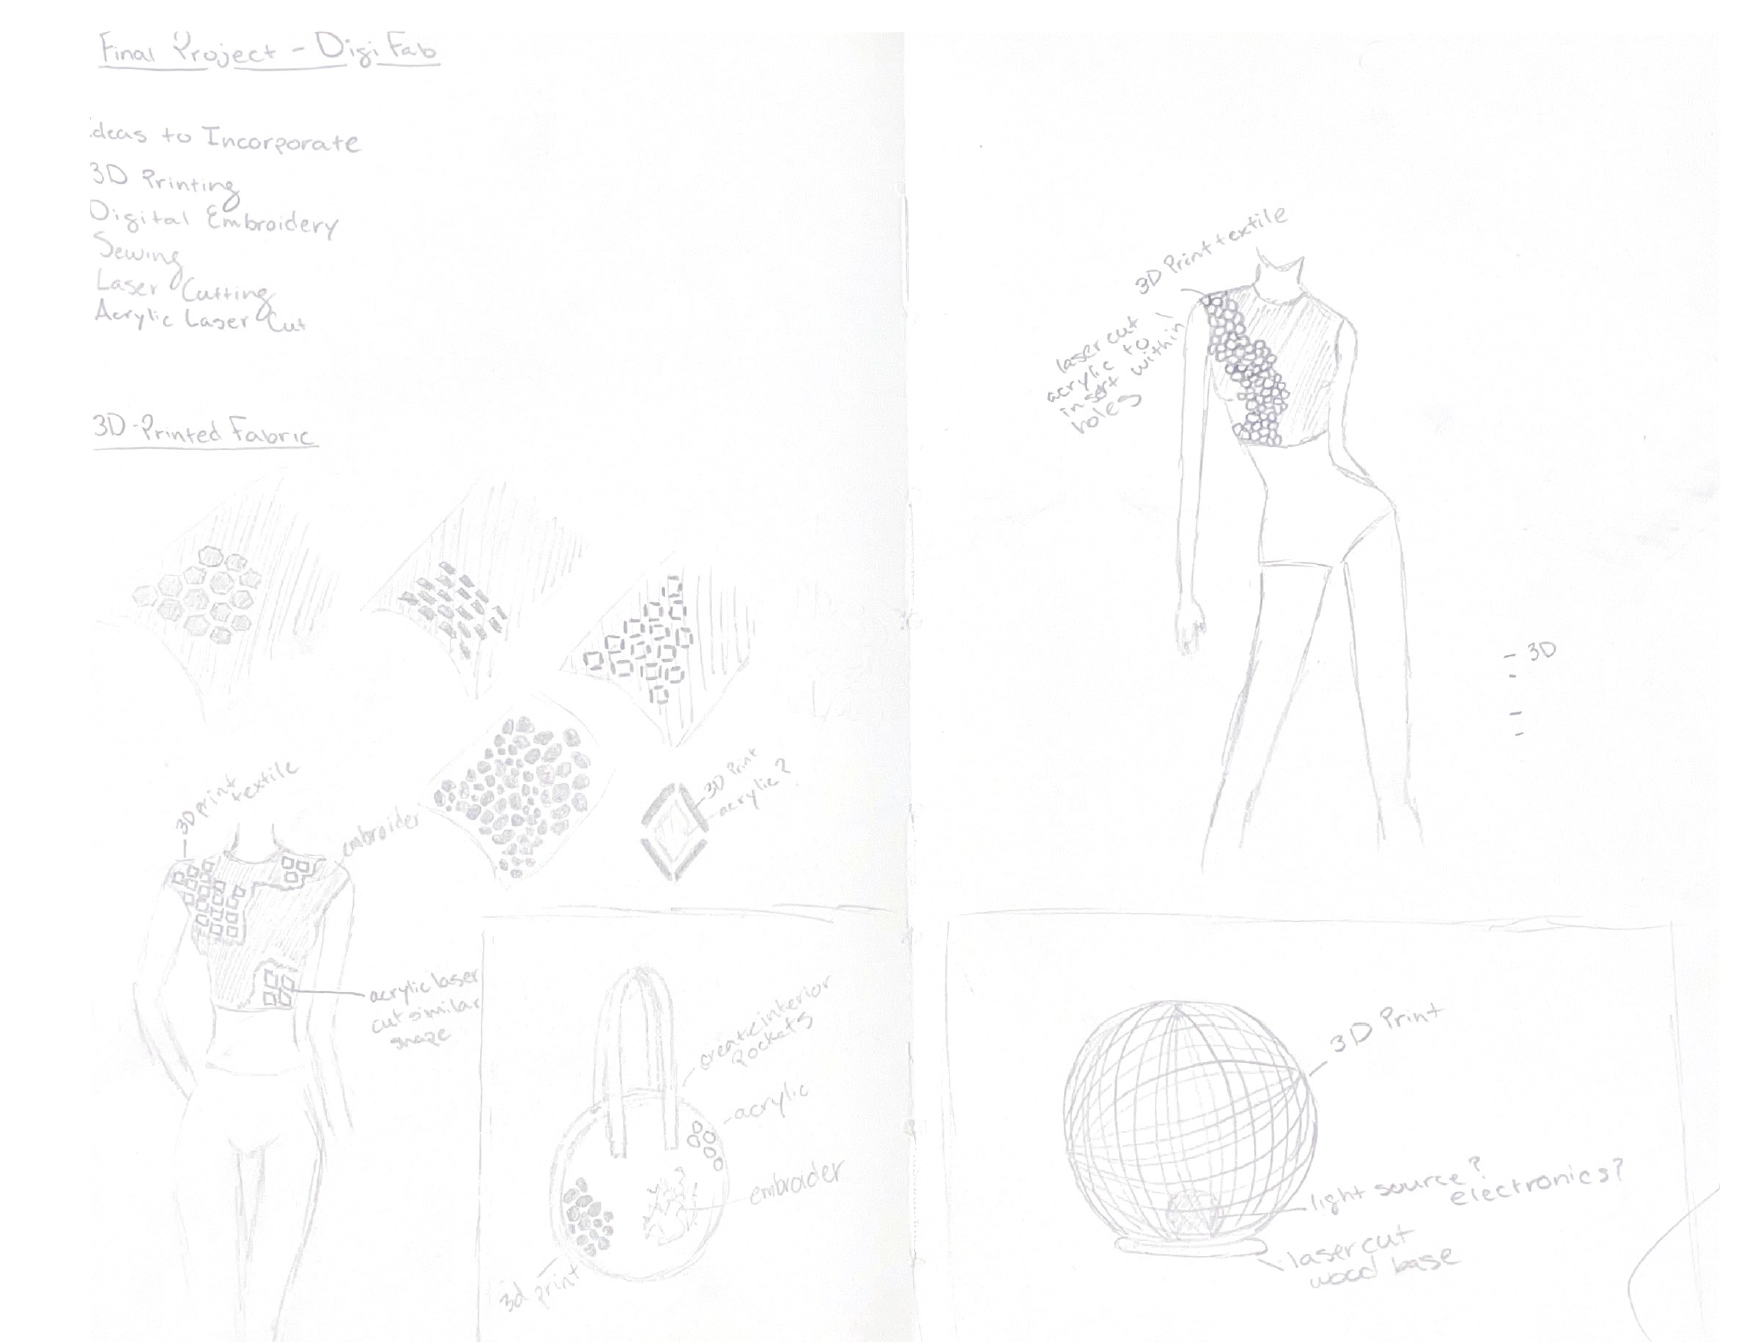 Final Project - Digi Fab
ideas to Incorporate
3D Printing
Digital Embroidery
Sewing
Laser Cutting
Acrylic Laser Cut
3D-Printed Fabric
3D Print
acrylic?
3D print
textile
embroider
acrylic laser
cut similar
shape
create interior
pockets
acrylic
embroider
3d print
3D Print textile
laser cut
acrylic to
insert within
holes
- 3D
-
-
-
3D Print
light source?
electronics?
laser cut
wood base